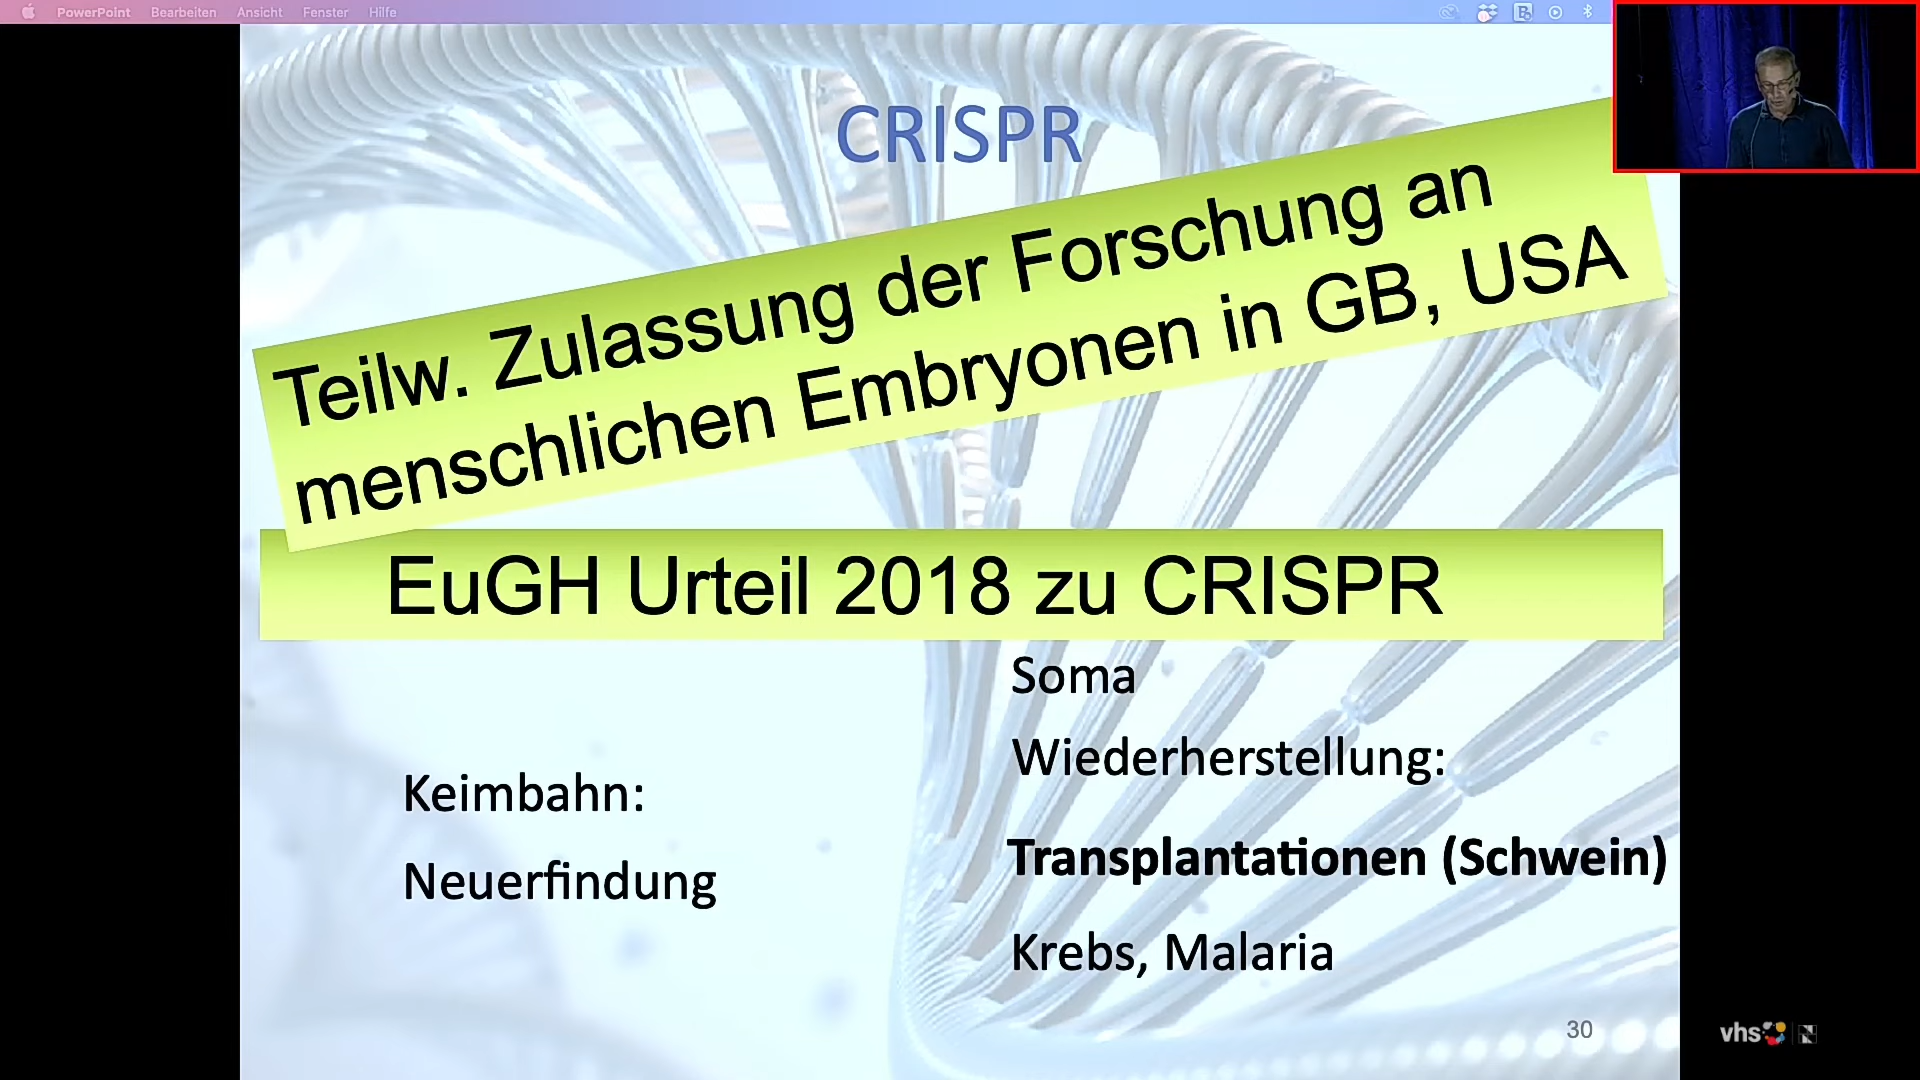 PowerPoint Bearbeiten Ansicht Fenster Hilfe
CRISPR
Teilw. Zulassung der Forschung an
menschlichen Embryonen in GB, USA
EuGH Urteil 2018 zu CRISPR
Keimbahn:
Neuerfindung
Soma
Wiederherstellung:
Transplantationen (Schwein)
Krebs, Malaria
30
vhs